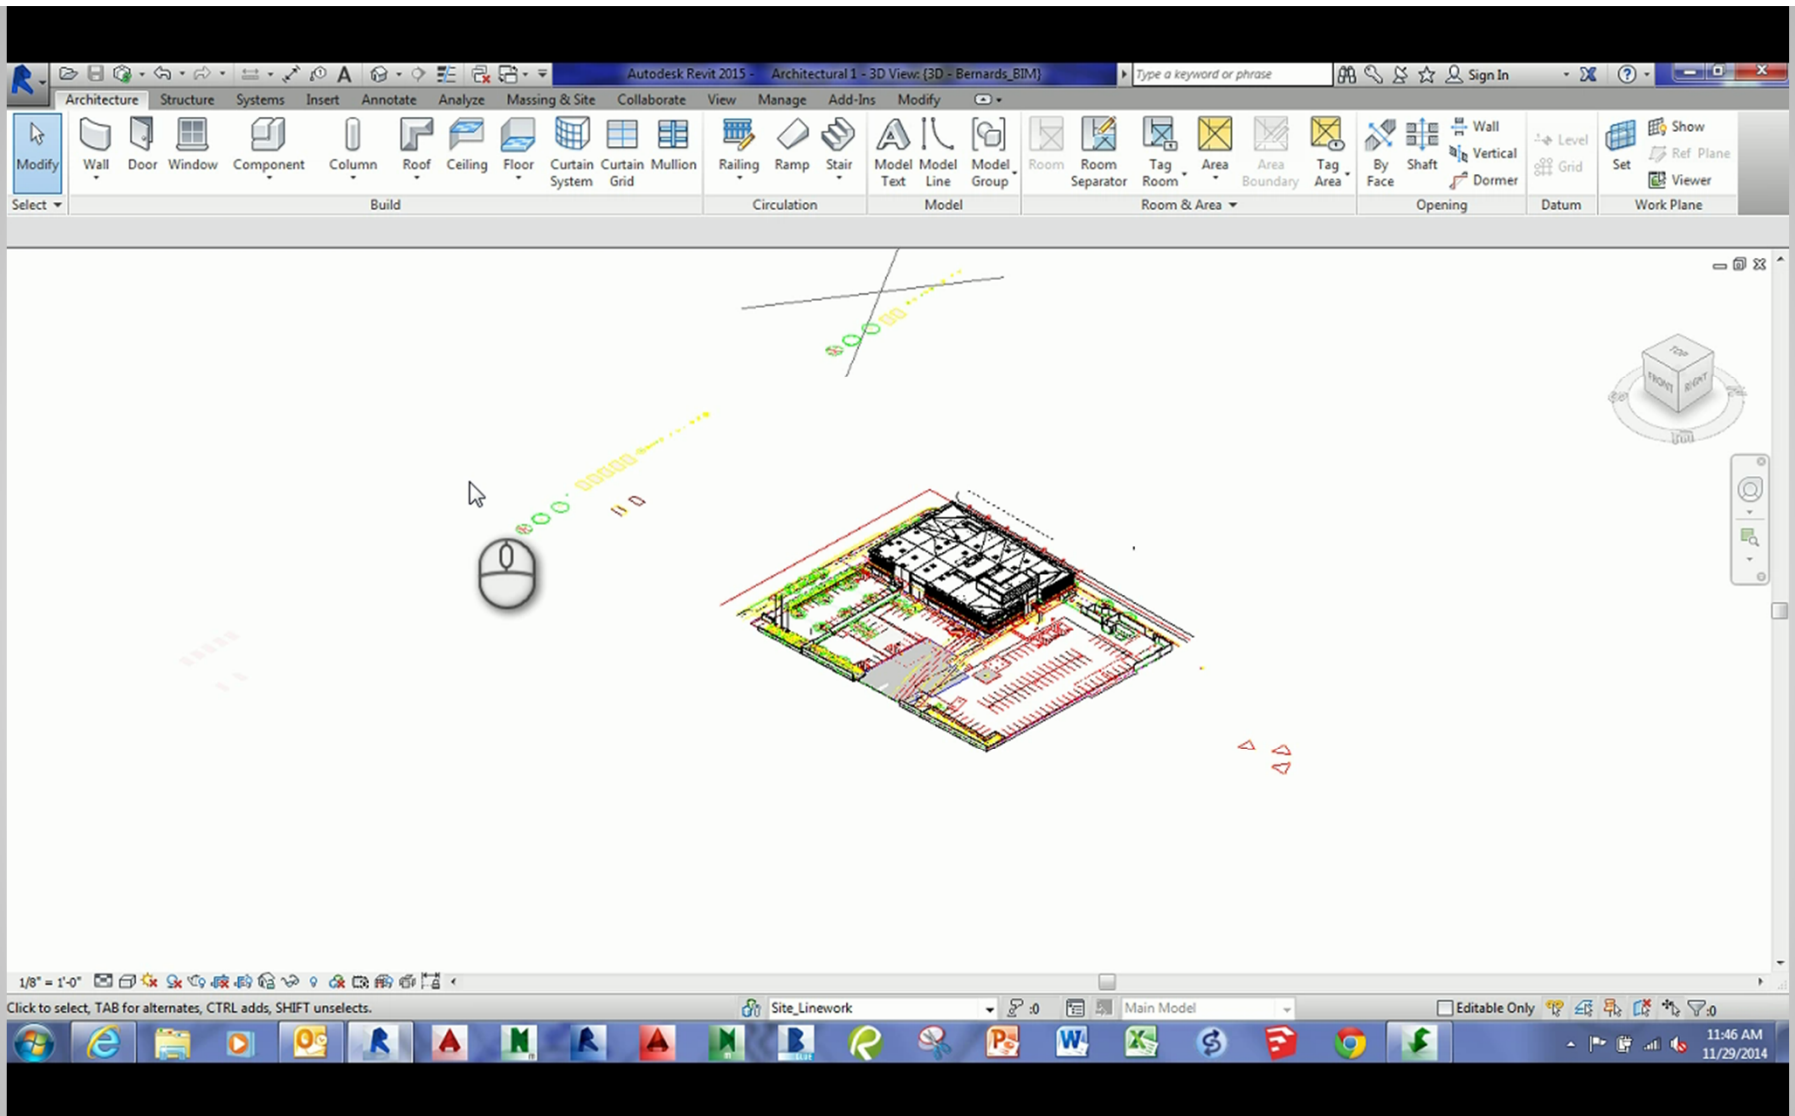 Autodesk Revit 2015 - Architectural 1 - 3D View: {3D - Bernards_BIM}
Type a keyword or phrase
Sign In
Architecture Structure Systems Insert Annotate Analyze Massing & Site Collaborate View Manage Add-Ins Modify
Modify
Wall
Door
Window
Component
Column
Roof
Ceiling
Floor
Curtain System
Curtain Grid
Mullion
Railing
Ramp
Stair
Model Text
Model Line
Model Group
Room
Room Separator
Tag Room
Area
Area Boundary
Tag Area
By Face
Shaft
Wall
Vertical
Dormer
Level
Grid
Set
Show
Ref Plane
Viewer
Select Build Circulation Model Room & Area Opening Datum Work Plane
TOP
FRONT
RIGHT
1/8" = 1'-0"
Click to select, TAB for alternates, CTRL adds, SHIFT unselects.
Site_Linework
:0
Main Model
Editable Only
:0
11:46 AM
11/29/2014